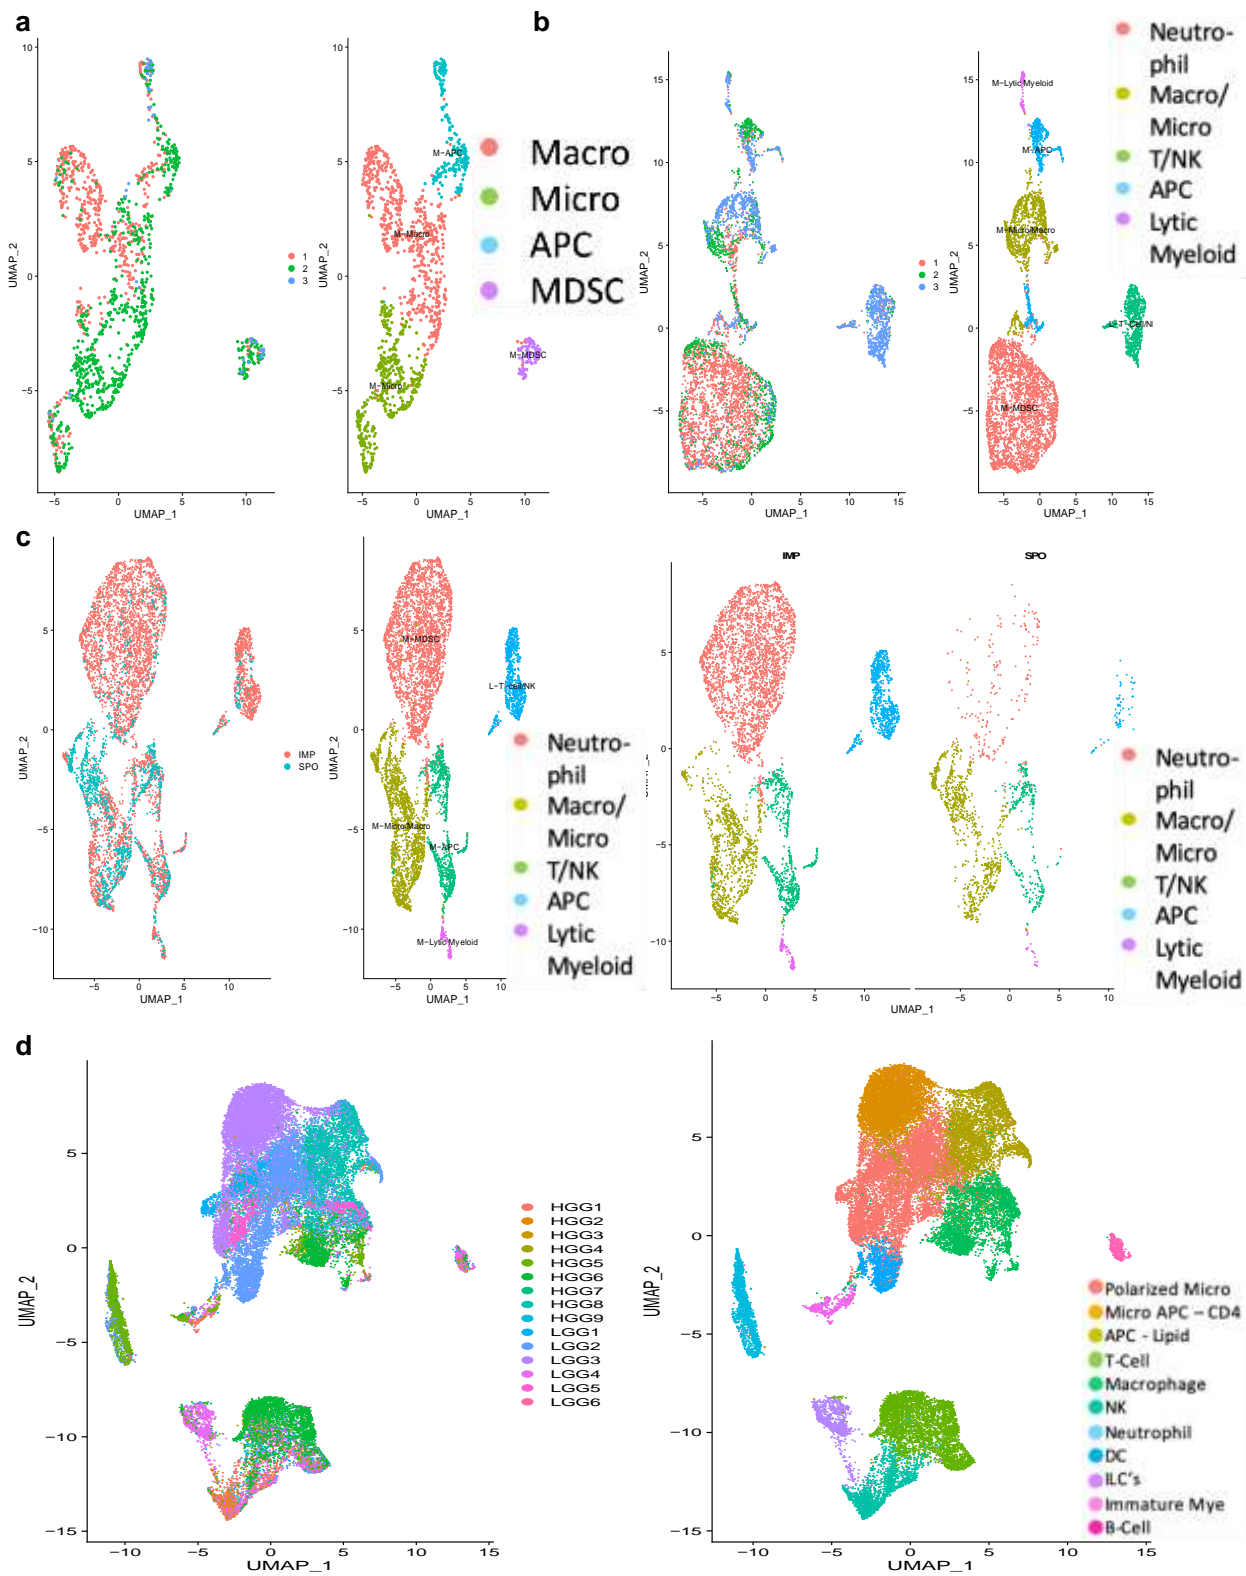 a
10
5
0
−5
UMAP_2
−5
0
5
10
UMAP_1
1
2
3
10
5
0
−5
UMAP_2
M−APC
M−Macro
M−MDSC
M−Micro
−5
0
5
10
UMAP_1
Macro
Micro
APC
MDSC
b
15
10
5
0
−5
UMAP_2
−5
0
5
10
15
UMAP_1
1
2
3
15
10
5
0
−5
UMAP_2
M−Lytic Myeloid
M−APC
M−Micro/Macro
L−T−Cell/N
M−MDSC
−5
0
5
10
15
UMAP_1
Neutro-
phil
Macro/
Micro
T/NK
APC
Lytic
Myeloid
c
5
0
−5
−10
UMAP_2
−5
0
5
10
UMAP_1
IMP
SPO
5
0
−5
−10
UMAP_2
M−MDSC
L−T−cell/NK
M−Micro/Macro
M−APC
M−Lytic Myeloid
−5
0
5
10
UMAP_1
Neutro-
phil
Macro/
Micro
T/NK
APC
Lytic
Myeloid
IMP
SPO
5
0
−5
−10
−5
0
5
10
−5
0
5
10
UMAP_1
Neutro-
phil
Macro/
Micro
T/NK
APC
Lytic
Myeloid
d
5
0
−5
−10
−15
UMAP_2
−10
−5
0
5
10
15
UMAP_1
HGG1
HGG2
HGG3
HGG4
HGG5
HGG6
HGG7
HGG8
HGG9
LGG1
LGG2
LGG3
LGG4
LGG5
LGG6
5
0
−5
−10
−15
UMAP_2
−10
−5
0
5
10
15
UMAP_1
Polarized Micro
Micro APC – CD4
APC - Lipid
T-Cell
Macrophage
NK
Neutrophil
DC
ILC's
Immature Mye
B-Cell